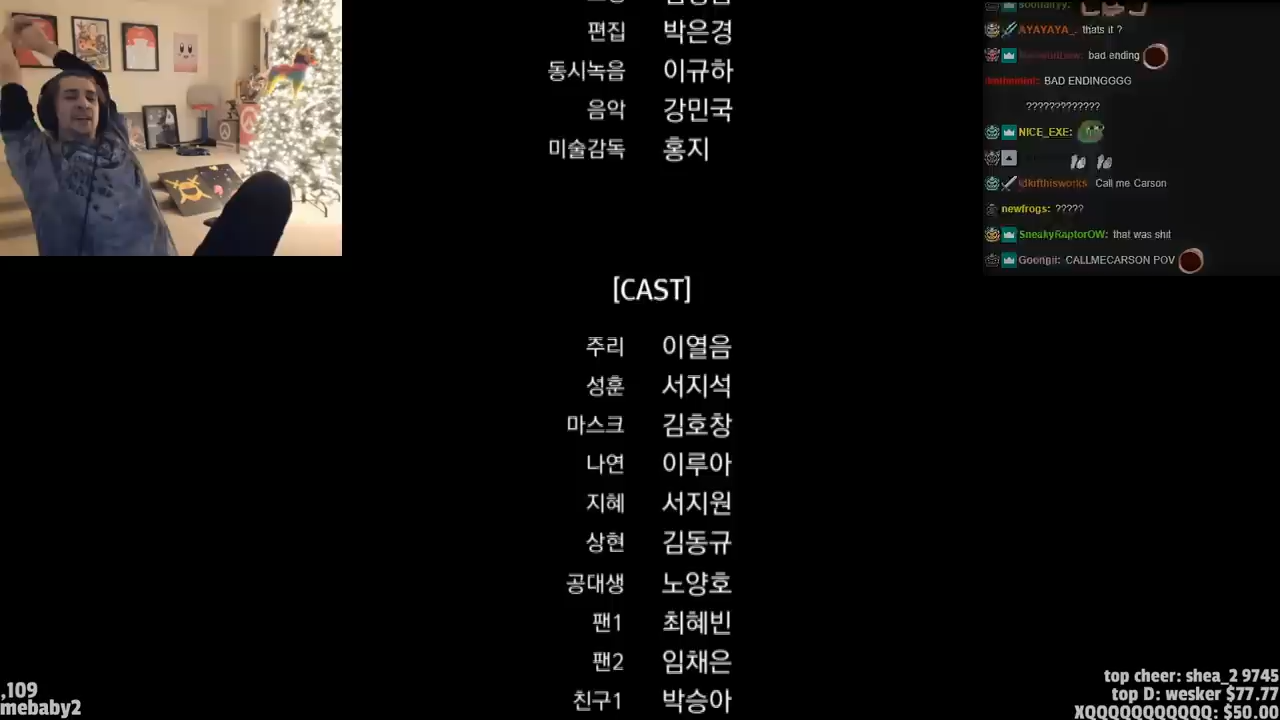 편집 박은경
동시녹음 이규하
음악 강민국
미술감독 홍지
[CAST]
주리 이열음
성훈 서지석
마스크 김호창
나연 이루아
지혜 서지원
상현 김동규
공대생 노양호
팬1 최혜빈
팬2 임채은
친구1 박승아
AYAYAYA_: thats it ?
bad ending
BAD ENDINGGGG
?????????????
NICE_EXE:
Call me Carson
newfrogs: ?????
SneakyRaptorOW: that was shit
CALLMECARSON POV
,109
mebaby2
top cheer: shea_2 9745
top D: wesker $77.77
XQQQQQQQQQQQ: $50.00